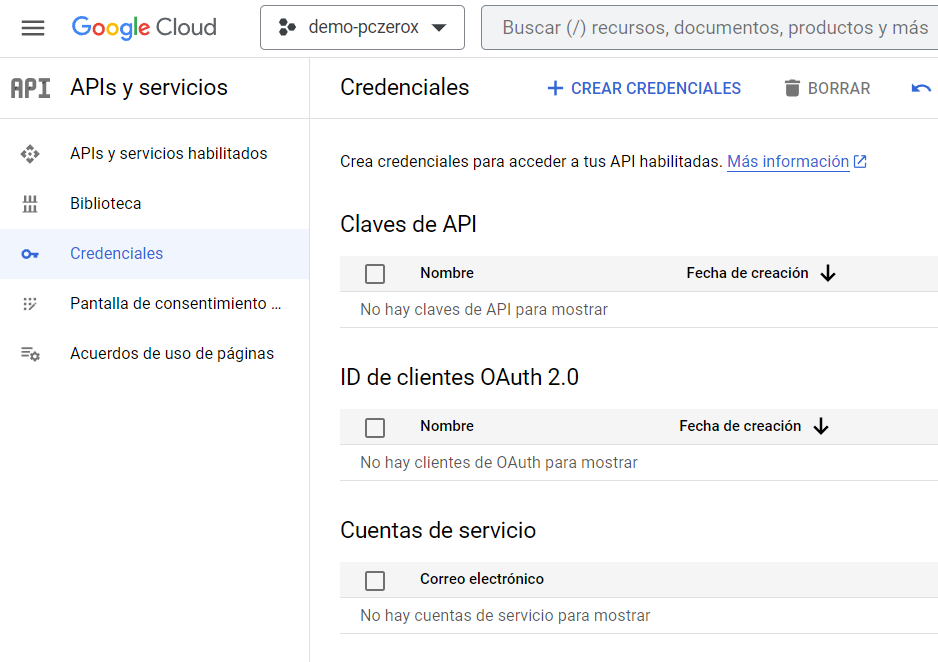 Google Cloud
demo-pczerox
Buscar (/) recursos, documentos, productos y más
API
APIs y servicios
Credenciales
CREAR CREDENCIALES
BORRAR
APIs y servicios habilitados
Biblioteca
Credenciales
Pantalla de consentimiento ...
Acuerdos de uso de páginas
Crea credenciales para acceder a tus API habilitadas. Más información
Claves de API
Nombre Fecha de creación
No hay claves de API para mostrar
ID de clientes OAuth 2.0
Nombre Fecha de creación
No hay clientes de OAuth para mostrar
Cuentas de servicio
Correo electrónico
No hay cuentas de servicio para mostrar